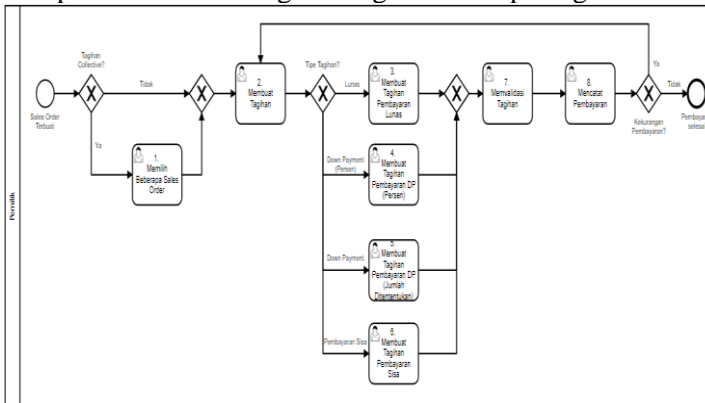 Pemilik
Sales Order
Terbuat
Tagihan
Collective?
Tidak
Ya
1.
Memilih
Beberapa Sales
Order
2.
Membuat
Tagihan
Tipe Tagihan?
Lunas
3.
Membuat
Tagihan
Pembayaran
Lunas
Down Payment
(Persen)
4.
Membuat
Tagihan
Pembayaran DP
(Persen)
Down Payment
5.
Membuat
Tagihan
Pembayaran DP
(Jumlah
Ditententukan)
Pembayaran Sisa
6.
Membuat
Tagihan
Pembayaran
Sisa
7.
Memvalidasi
Tagihan
8.
Mencatat
Pembayaran
Ya
Tidak
Kekurangan
Pembayaran?
Pembaya
selesai